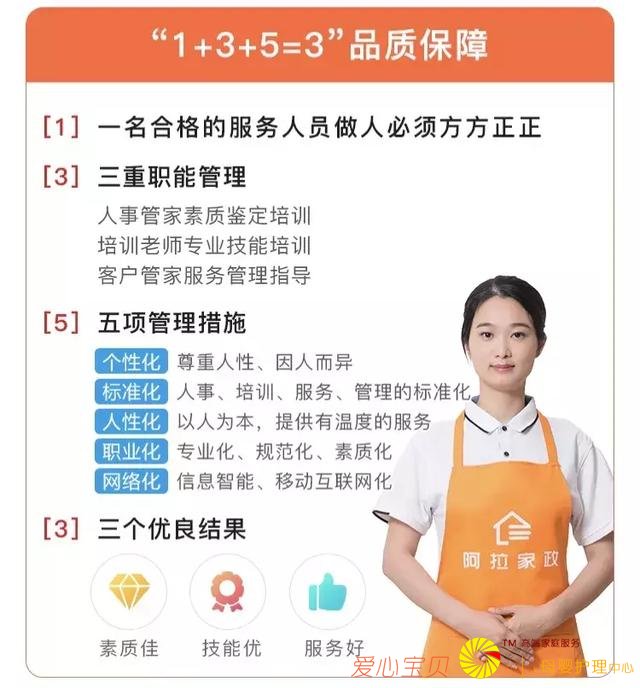 “1+3+5=3”品质保障
[1] 一名合格的服务人员做人必须方方正正
[3] 三重职能管理
人事管家素质鉴定培训
培训老师专业技能培训
客户管家服务管理指导
[5] 五项管理措施
个性化 尊重人性、因人而异
标准化 人事、培训、服务、管理的标准化
人性化 以人为本，提供有温度的服务
职业化 专业化、规范化、素质化
网络化 信息智能、移动互联网化
[3] 三个优良结果
阿拉家政
素质佳 技能优 服务好
TM 高端家庭服务
爱心宝贝 母婴护理中心